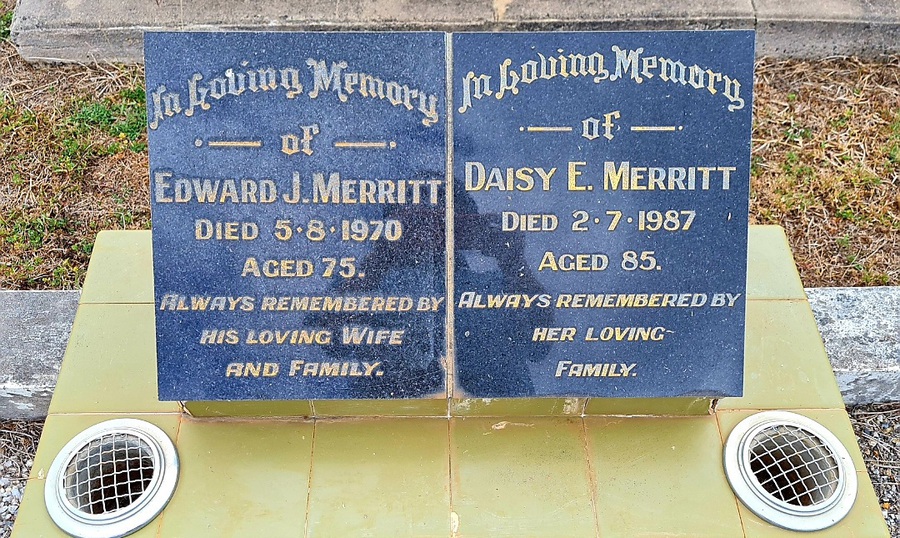 In Loving Memory
of
EDWARD J. MERRITT
DIED 5·8·1970
AGED 75.
ALWAYS REMEMBERED BY
HIS LOVING WIFE
AND FAMILY.
In Loving Memory
of
DAISY E. MERRITT
DIED 2·7·1987
AGED 85.
ALWAYS REMEMBERED BY
HER LOVING
FAMILY.